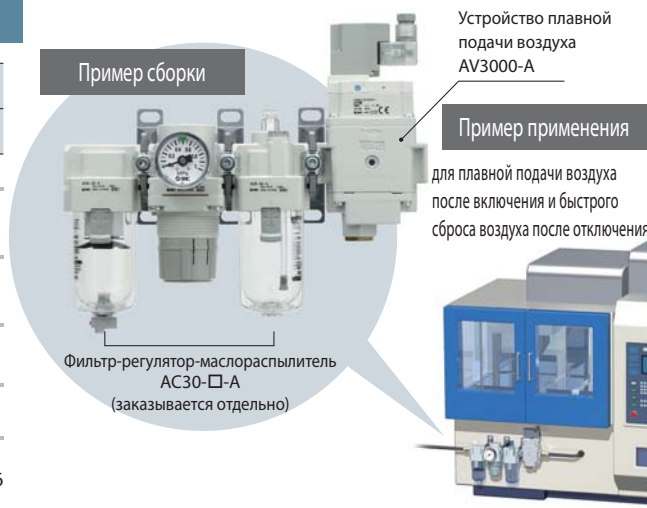 Пример сборки
Устройство плавной
подачи воздуха
AV3000-A
Пример применения
для плавной подачи воздуха
после включения и быстрого
сброса воздуха после отключения
Фильтр-регулятор-маслораспылитель
AC30-□-A
(заказывается отдельно)